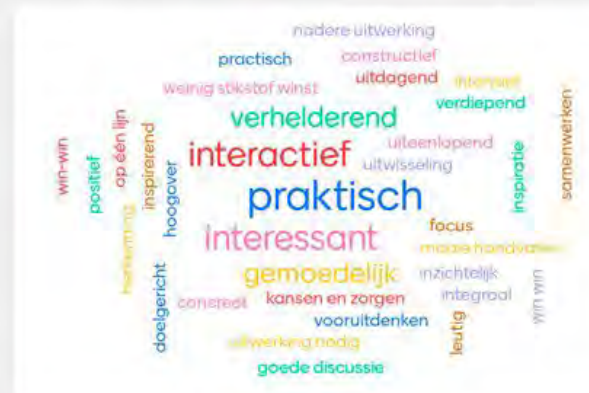 nadere uitwerking
practisch
constructief
weinig stikstof winst
uitdagend
intensief
verdiepend
verhelderend
samenwerken
win-win
positief
op één lijn
inspirerend
hoogover
interactief
uiteenlopend
uitwisseling
inspiratie
praktisch
herkenning
interessant
focus
mooie handvaten
gemoedelijk
inzichtelijk
doelgericht
concreet
kansen en zorgen
integraal
win win
vooruitdenken
leutig
uitwerking nodig
goede discussie